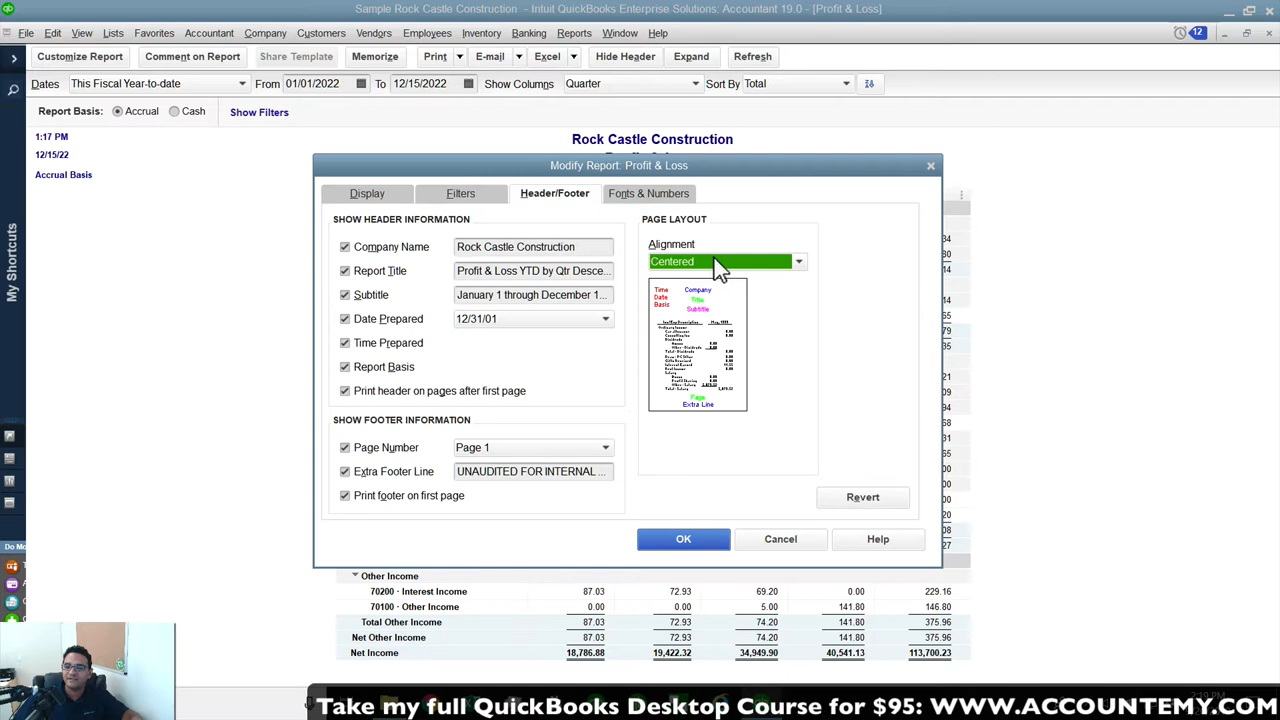 Sample Rock Castle Construction - Intuit QuickBooks Enterprise Solutions: Accountant 19.0 - [Profit & Loss]
File Edit View Lists Favorites Accountant Company Customers Vendors Employees Inventory Banking Reports Window Help 12
Customize Report Comment on Report Share Template Memorize Print E-mail Excel Hide Header Expand Refresh
Dates This Fiscal Year-to-date From 01/01/2022 To 12/15/2022 Show Columns Quarter Sort By Total
Report Basis: Accrual Cash Show Filters
1:17 PM
12/15/22
Accrual Basis
Rock Castle Construction
My Shortcuts
Modify Report: Profit & Loss
Display Filters Header/Footer Fonts & Numbers
SHOW HEADER INFORMATION
Company Name Rock Castle Construction
Report Title Profit & Loss YTD by Qtr Desce...
Subtitle January 1 through December 1...
Date Prepared 12/31/01
Time Prepared
Report Basis
Print header on pages after first page
SHOW FOOTER INFORMATION
Page Number Page 1
Extra Footer Line UNAUDITED FOR INTERNAL ...
Print footer on first page
PAGE LAYOUT
Alignment
Centered
Time Company
Date Title
Basis Subtitle
Page
Extra Line
Revert
OK Cancel Help
Other Income
70200 · Interest Income 87.03 72.93 69.20 0.00 229.16
70100 · Other Income 0.00 0.00 5.00 141.80 146.80
Total Other Income 87.03 72.93 74.20 141.80 375.96
Net Other Income 87.03 72.93 74.20 141.80 375.96
Net Income 18,786.88 19,422.32 34,949.90 40,541.13 113,700.23
Take my full QuickBooks Desktop Course for $95: WWW.ACCOUNTEMY.COM